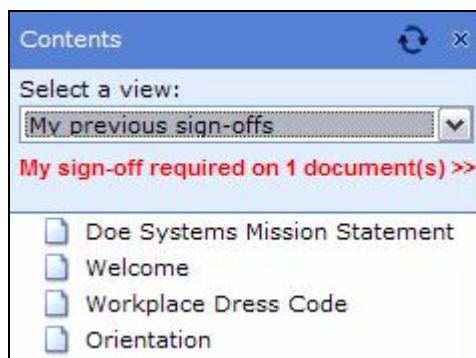 Contents
Select a view:
My previous sign-offs
My sign-off required on 1 document(s) >>
Doe Systems Mission Statement
Welcome
Workplace Dress Code
Orientation